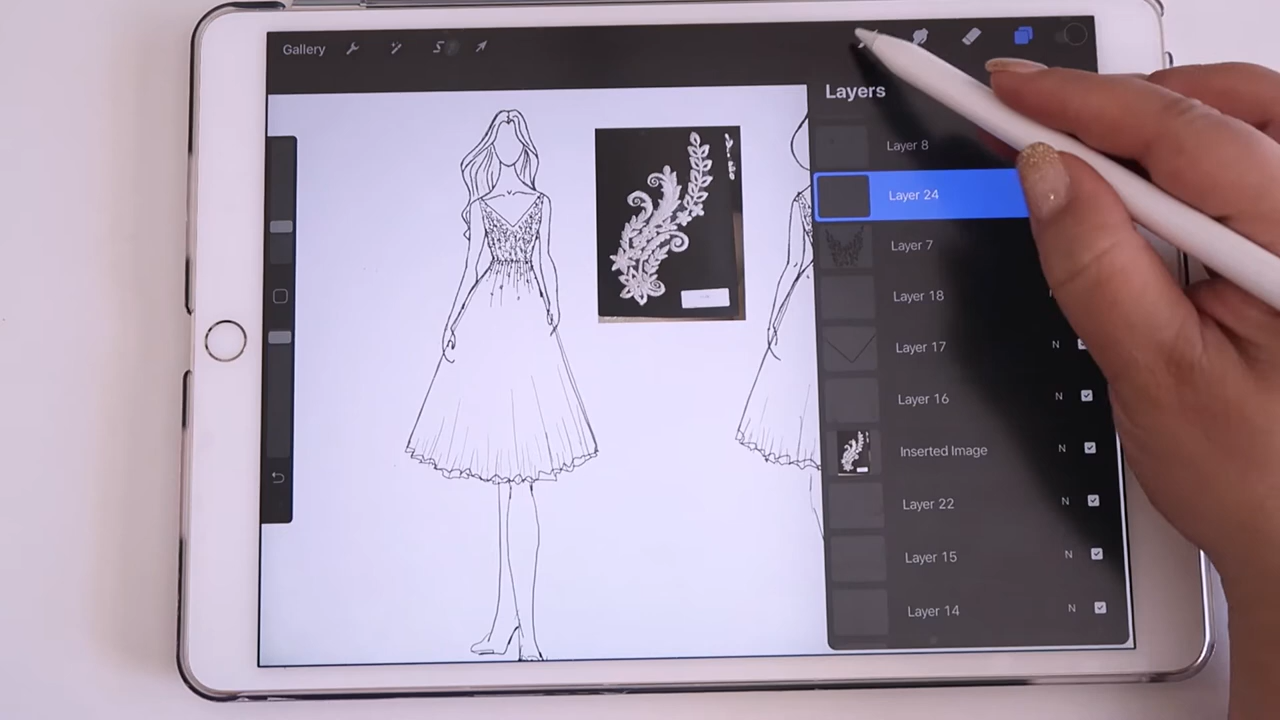 Gallery
Layers
Layer 8
Layer 24
Layer 7
Layer 18
Layer 17 N
Layer 16 N
Inserted Image N
Layer 22 N
Layer 15 N
Layer 14 N